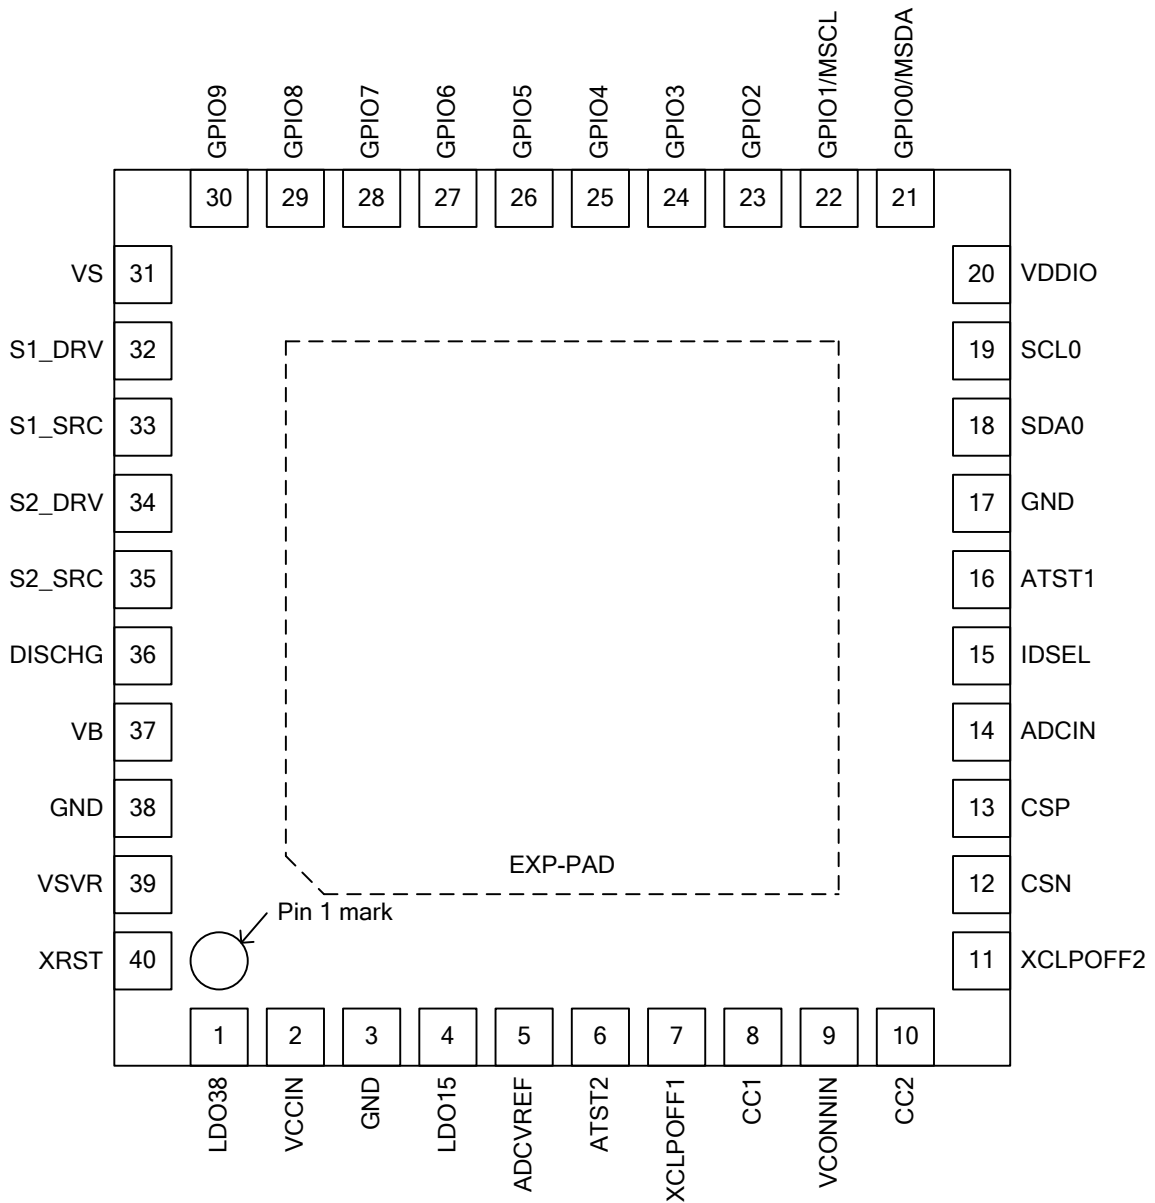 GPIO9
GPIO8
GPIO7
GPIO6
GPIO5
GPIO4
GPIO3
GPIO2
GPIO1/MSCL
GPIO0/MSDA
30 29 28 27 26 25 24 23 22 21
VS 31 20 VDDIO
S1_DRV 32 19 SCL0
S1_SRC 33 18 SDA0
S2_DRV 34 17 GND
S2_SRC 35 16 ATST1
DISCHG 36 15 IDSEL
VB 37 14 ADCIN
GND 38 13 CSP
EXP-PAD
VSVR 39 12 CSN
Pin 1 mark
XRST 40 11 XCLPOFF2
1 2 3 4 5 6 7 8 9 10
LDO38
VCCIN
GND
LDO15
ADCVREF
ATST2
XCLPOFF1
CC1
VCONNIN
CC2